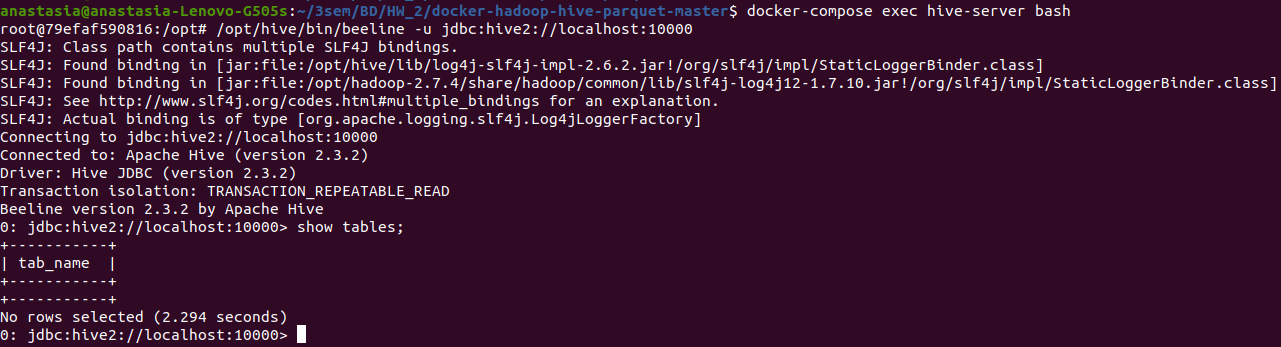 anastasia@anastasia-Lenovo-G505s:~/3sem/BD/HW_2/docker-hadoop-hive-parquet-master$ docker-compose exec hive-server bash
root@79efaf590816:/opt# /opt/hive/bin/beeline -u jdbc:hive2://localhost:10000
SLF4J: Class path contains multiple SLF4J bindings.
SLF4J: Found binding in [jar:file:/opt/hive/lib/log4j-slf4j-impl-2.6.2.jar!/org/slf4j/impl/StaticLoggerBinder.class]
SLF4J: Found binding in [jar:file:/opt/hadoop-2.7.4/share/hadoop/common/lib/slf4j-log4j12-1.7.10.jar!/org/slf4j/impl/StaticLoggerBinder.class]
SLF4J: See http://www.slf4j.org/codes.html#multiple_bindings for an explanation.
SLF4J: Actual binding is of type [org.apache.logging.slf4j.Log4jLoggerFactory]
Connecting to jdbc:hive2://localhost:10000
Connected to: Apache Hive (version 2.3.2)
Driver: Hive JDBC (version 2.3.2)
Transaction isolation: TRANSACTION_REPEATABLE_READ
Beeline version 2.3.2 by Apache Hive
0: jdbc:hive2://localhost:10000> show tables;
+-----------+
| tab_name  |
+-----------+
+-----------+
No rows selected (2.294 seconds)
0: jdbc:hive2://localhost:10000>